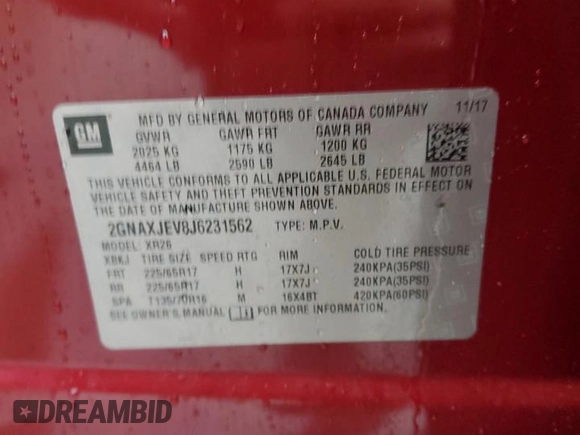 GM
MFD BY GENERAL MOTORS OF CANADA COMPANY 11/17
GVWR GAWR FRT GAWR RR
2025 KG 1175 KG 1200 KG
4464 LB 2590 LB 2645 LB
THIS VEHICLE CONFORMS TO ALL APPLICABLE U.S. FEDERAL MOTOR
VEHICLE SAFETY AND THEFT PREVENTION STANDARDS IN EFFECT ON
THE DATE OF MANUFACTURE SHOWN ABOVE.
2GNAXJEV8J6231562 TYPE: M.P.V.
MODEL: XR26
XBKJ TIRE SIZE SPEED RTG RIM COLD TIRE PRESSURE
FRT 225/65R17 H 17X7J 240KPA(35PSI)
RR 225/65R17 H 17X7J 240KPA(35PSI)
SPA T135/70R16 M 16X4BT 420KPA(60PSI)
SEE OWNER'S MANUAL FOR MORE INFORMATION.
DREAMBID